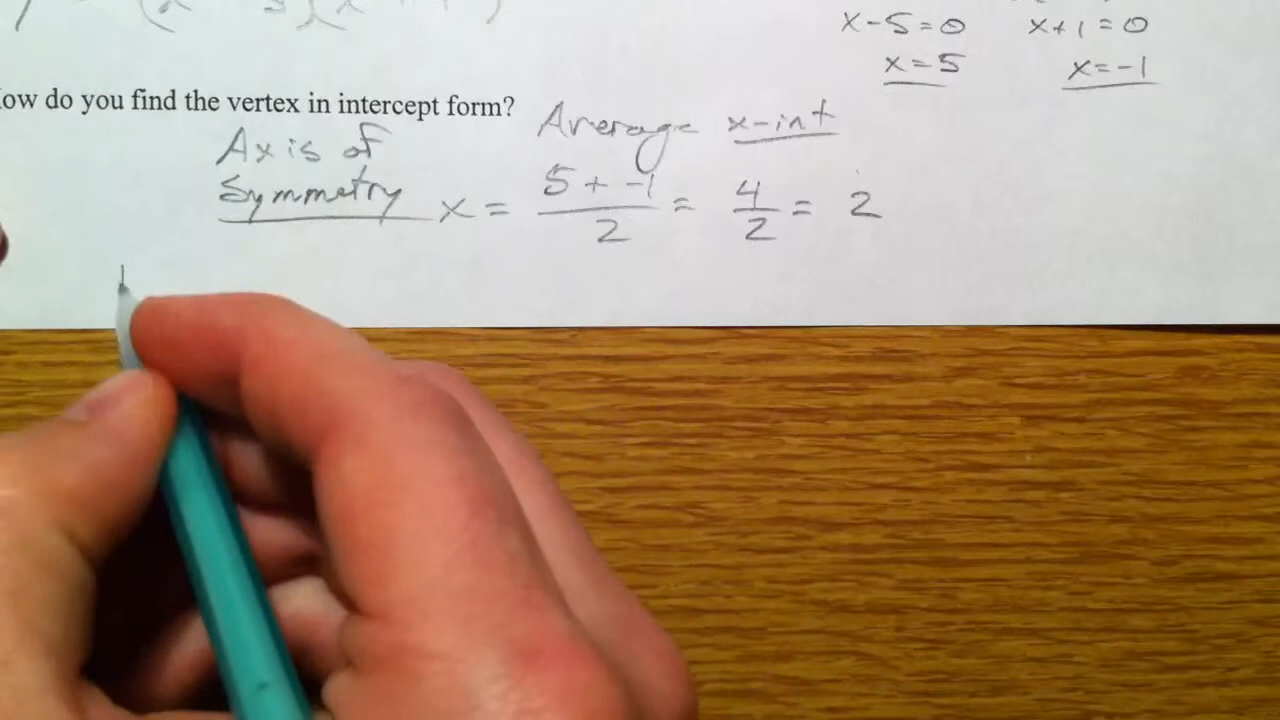 x-5=0 x+1=0
x=5 x=-1
ow do you find the vertex in intercept form?
Average x-int
Axis of
Symmetry x = 5 + -1 / 2 = 4/2 = 2